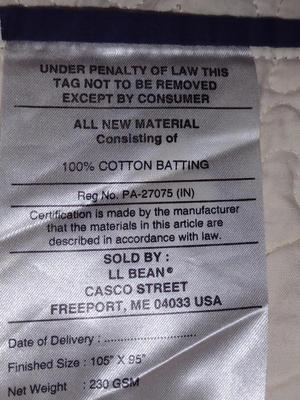 UNDER PENALTY OF LAW THIS
TAG NOT TO BE REMOVED
EXCEPT BY CONSUMER
ALL NEW MATERIAL
Consisting of
100% COTTON BATTING
Reg No. PA-27075 (IN)
Certification is made by the manufacturer
that the materials in this article are
described in accordance with law.
SOLD BY :
LL BEAN®
CASCO STREET
FREEPORT, ME 04033 USA
Date of Delivery : ........................
Finished Size : 105" X 95"
Net Weight : 230 GSM